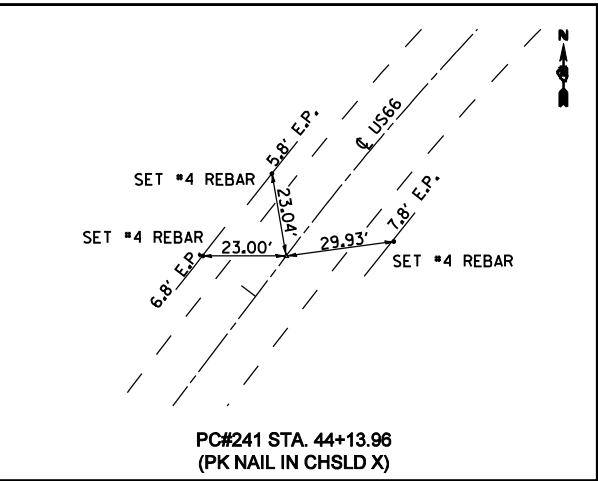 N
5.8' E.P.
℄ US66
SET #4 REBAR
23.04'
7.8' E.P.
SET #4 REBAR
23.00'
29.93'
SET #4 REBAR
6.8' E.P.
PC#241 STA. 44+13.96
(PK NAIL IN CHSLD X)